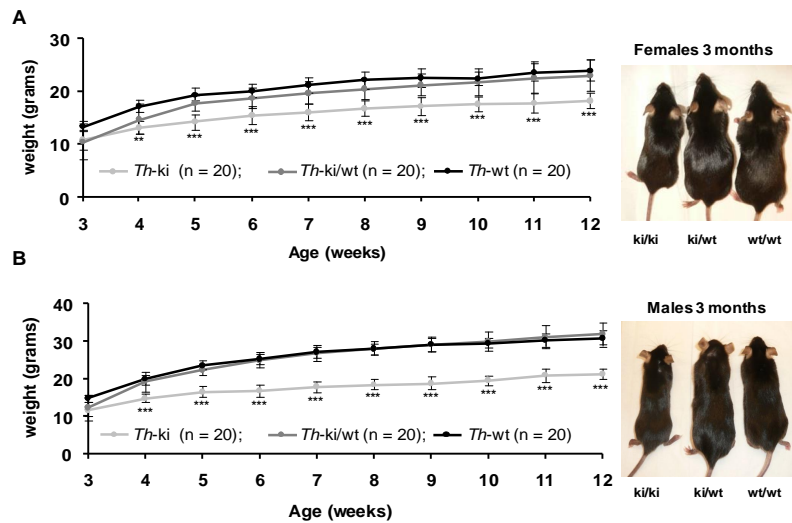 A
weight (grams)
30
20
10
0
** *** *** *** *** *** *** *** ***
Th-ki (n = 20); Th-ki/wt (n = 20); Th-wt (n = 20)
3 4 5 6 7 8 9 10 11 12
Age (weeks)
Females 3 months
ki/ki ki/wt wt/wt
B
weight (grams)
40
30
20
10
0
*** *** *** *** *** *** *** *** ***
Th-ki (n = 20); Th-ki/wt (n = 20); Th-wt (n = 20)
3 4 5 6 7 8 9 10 11 12
Age (weeks)
Males 3 months
ki/ki ki/wt wt/wt